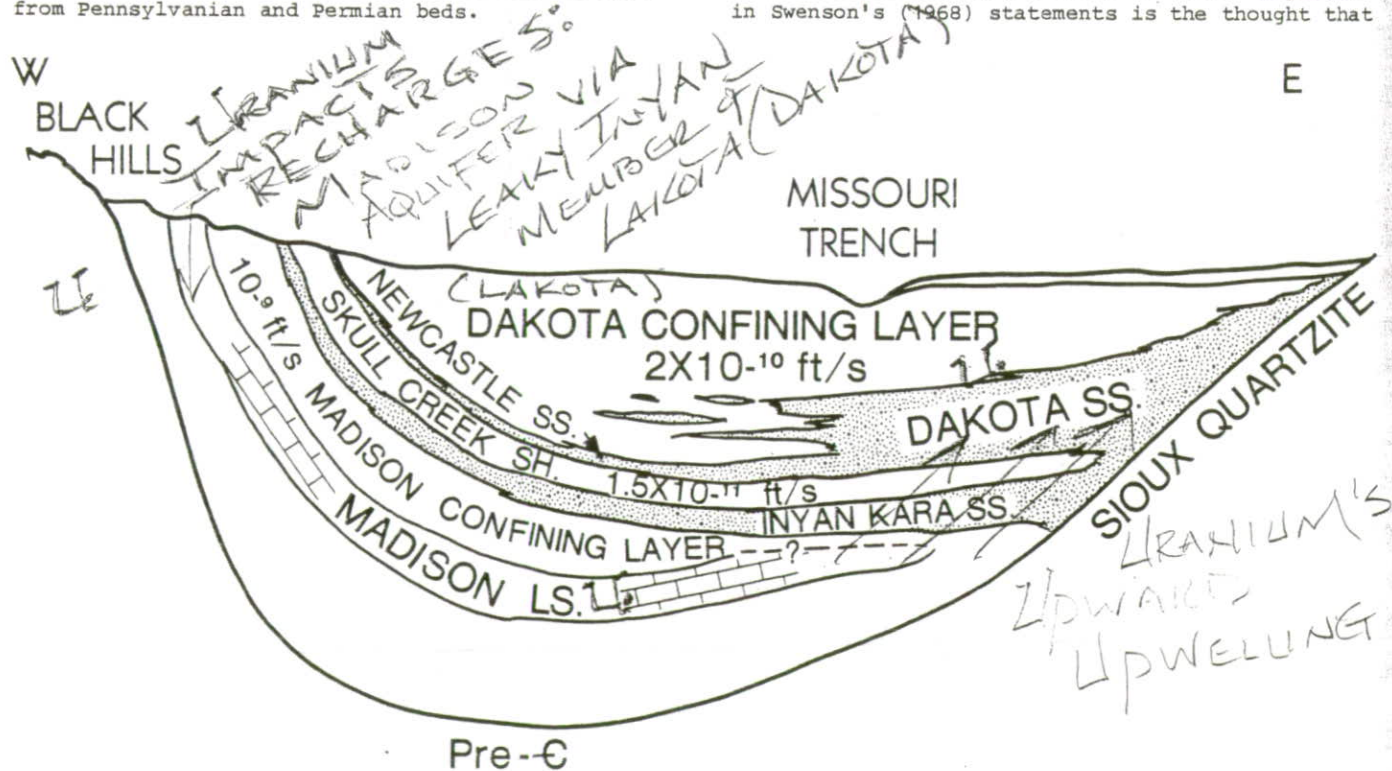 from Pennsylvanian and Permian beds.
in Swenson's (1968) statements is the thought that
W
E
BLACK
HILLS
URANIUM
IMPACTS
RECHARGES:
MADISON
AQUIFER VIA
LEAKY INYAN
MEMBER of
LAKOTA (DAKOTA)
MISSOURI
TRENCH
(LAKOTA)
DAKOTA CONFINING LAYER
2X10-¹⁰ ft/s
NEWCASTLE SS.
SKULL CREEK SH. 1.5X10-¹¹ ft/s
10-⁹ ft/s
MADISON CONFINING LAYER --?--
MADISON LS.
DAKOTA SS.
INYAN KARA SS.
SIOUX QUARTZITE
URANIUM'S
UPWARD
UPWELLING
Pre-Є